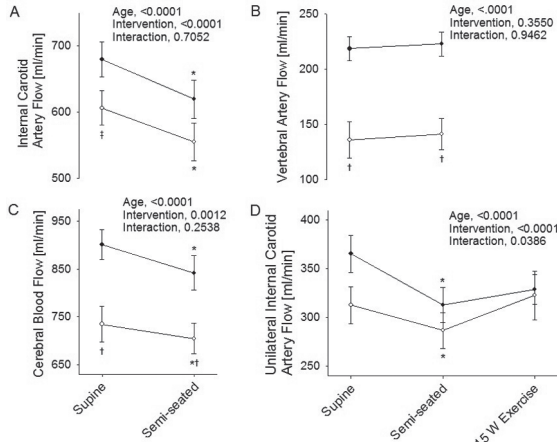 A
Age, <0.0001
Intervention, <0.0001
Interaction, 0.7052
Internal Carotid
Artery Flow [ml/min]
700
600
500
*
‡
*
B
Age, <.0001
Intervention, 0.3550
Interaction, 0.9462
Vertebral Artery Flow [ml/min]
250
200
150
100
†
†
C
Age, <0.0001
Intervention, 0.0012
Interaction, 0.2538
Cerebral Blood Flow [ml/min]
950
850
750
650
*
†
*†
Supine
Semi-seated
D
Age, <0.0001
Intervention, <0.0001
Interaction, 0.0386
Unilateral Internal Carotid
Artery Flow [ml/min]
400
350
300
250
*
*
Supine
Semi-seated
15 W Exercise